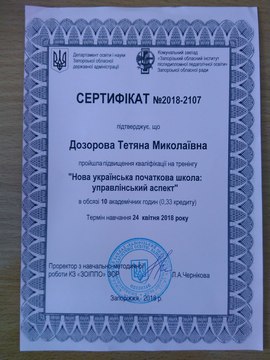 Департамент освіти і науки
Запорізької обласної
державної адміністрації
Комунальний заклад
«Запорізький обласний інститут
післядипломної педагогічної освіти»
Запорізької обласної ради
СЕРТИФІКАТ №2018-2107
підтверджує, що
Дозорова Тетяна Миколаївна
пройшла підвищення кваліфікації на тренінгу
"Нова українська початкова школа:
управлінський аспект"
в обсязі 10 академічних годин (0,33 кредиту)
Термін навчання 24 квітня 2018 року
Проректор з навчально-методичної
роботи КЗ «ЗОІППО» ЗОР
Л.А.Чернікова
Запоріжжя, 2018 р.